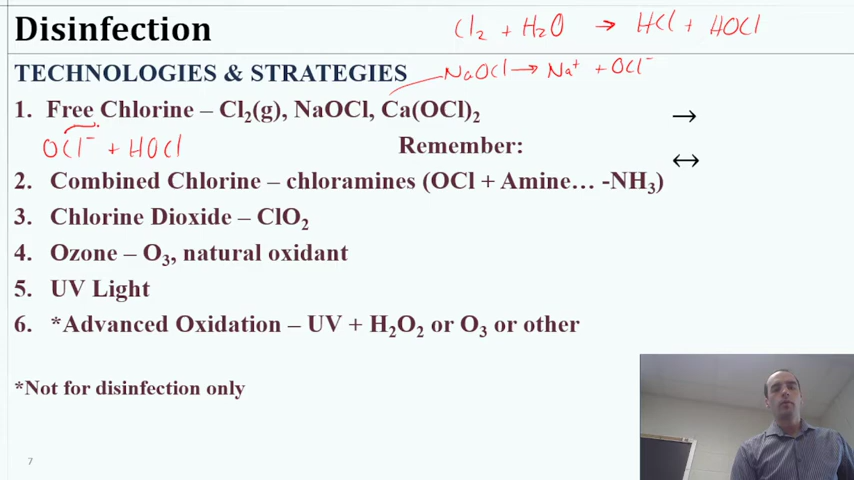 Disinfection
Cl₂ + H₂O → HCl + HOCl
TECHNOLOGIES & STRATEGIES
NaOCl → Na⁺ + OCl⁻
1. Free Chlorine – Cl₂(g), NaOCl, Ca(OCl)₂
→
OCl⁻ + HOCl
Remember:
↔
2. Combined Chlorine – chloramines (OCl + Amine… -NH₃)
3. Chlorine Dioxide – ClO₂
4. Ozone – O₃, natural oxidant
5. UV Light
6. *Advanced Oxidation – UV + H₂O₂ or O₃ or other
*Not for disinfection only
7